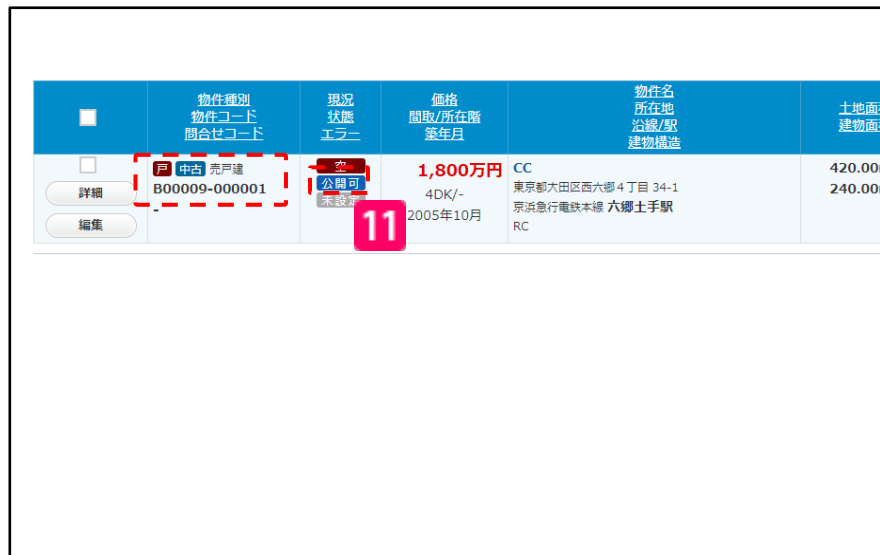 物件種別
物件コード
問合せコード
現況
状態
エラー
価格
間取/所在階
築年月
物件名
所在地
沿線/駅
建物構造
土地面
建物面
詳細
編集
戸 中古 売戸建
B00009-000001
-
空
公開可
未設定
11
1,800万円
4DK/-
2005年10月
CC
東京都大田区西六郷4丁目 34-1
京浜急行電鉄本線 六郷土手駅
RC
420.00
240.00